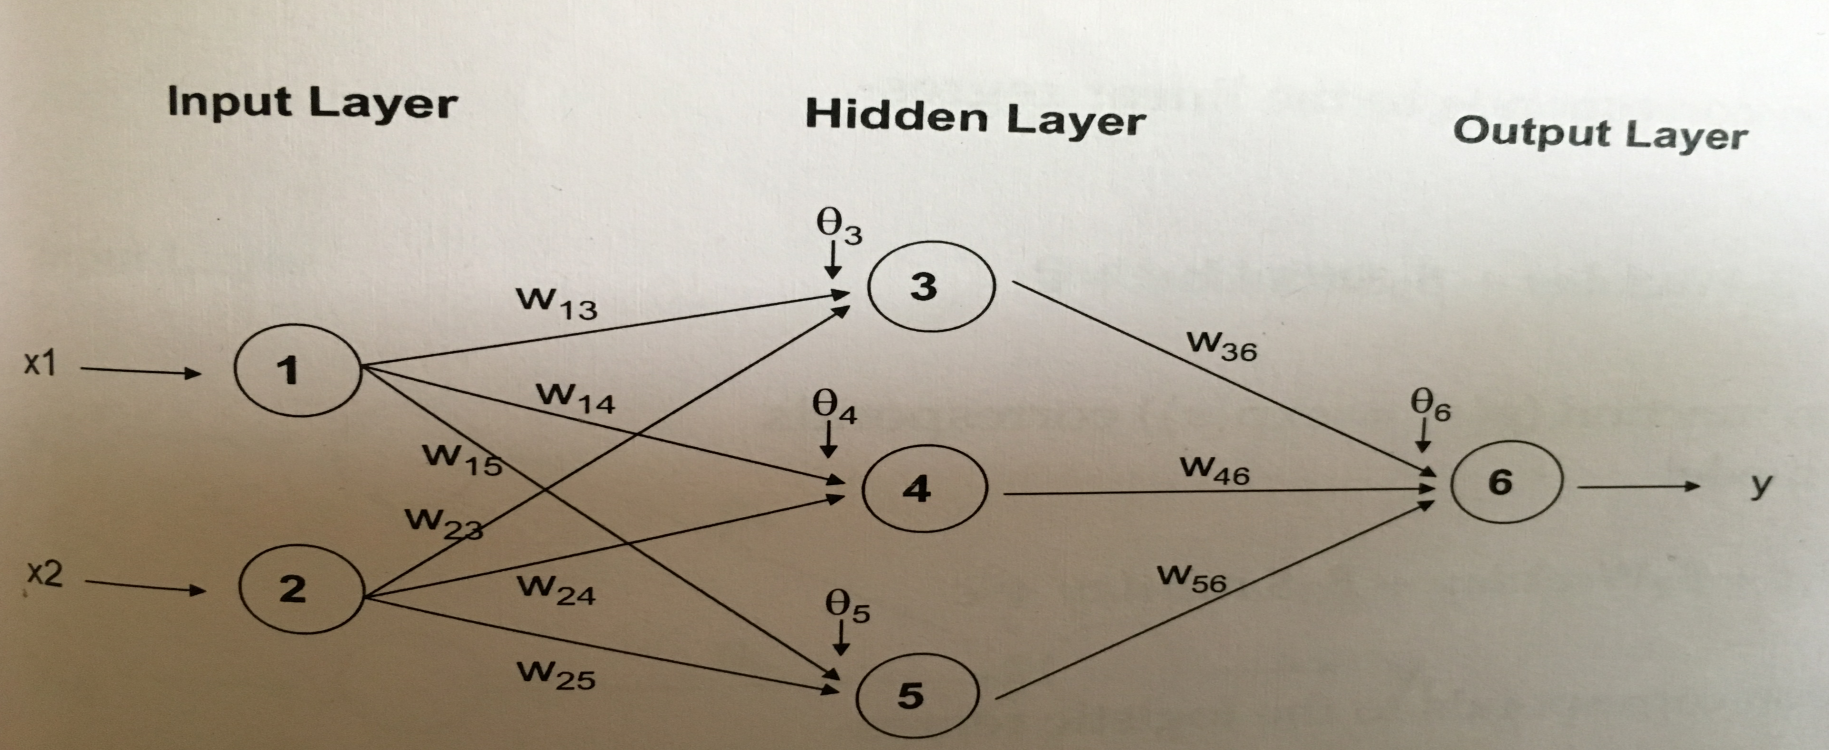 Input Layer
Hidden Layer
Output Layer
θ3
w13
3
x1
1
w36
w14
θ4
θ6
w15
w46
4
6
y
w23
x2
2
w24
w56
θ5
w25
5